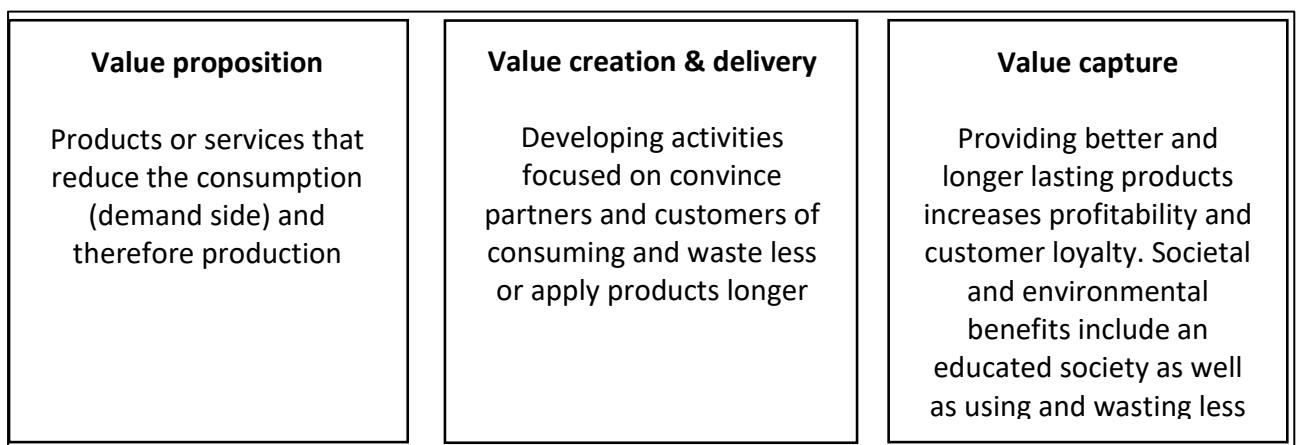 Value proposition
Products or services that
reduce the consumption
(demand side) and
therefore production
Value creation & delivery
Developing activities
focused on convince
partners and customers of
consuming and waste less
or apply products longer
Value capture
Providing better and
longer lasting products
increases profitability and
customer loyalty. Societal
and environmental
benefits include an
educated society as well
as using and wasting less